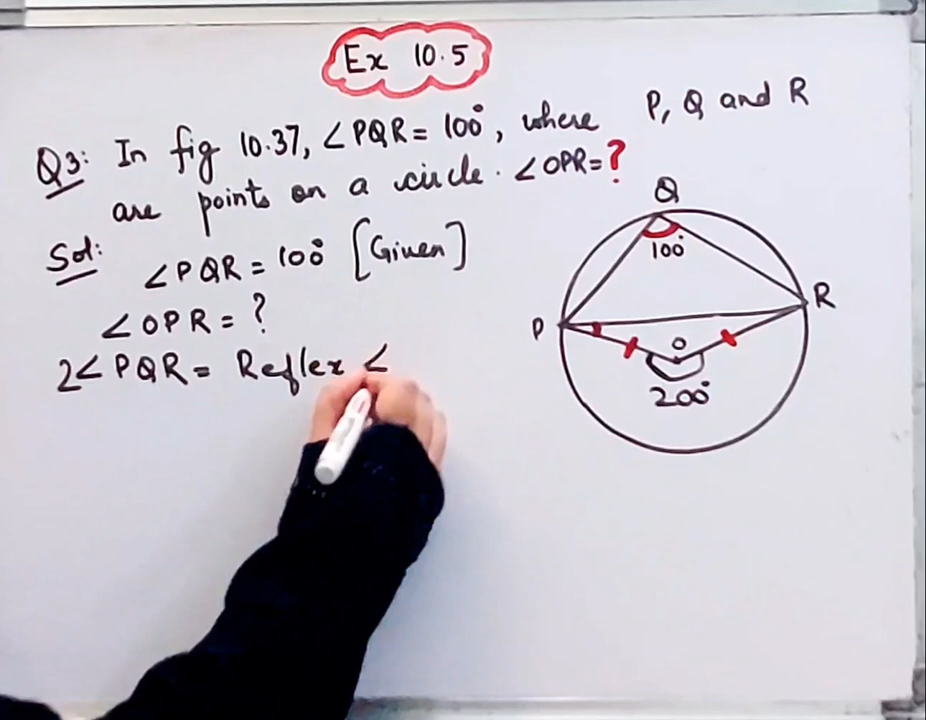 Ex 10.5
Q3: In fig 10.37, ∠PQR = 100°, where P, Q and R
are points on a circle. ∠OPR = ?
Sol: ∠PQR = 100° [Given]
∠OPR = ?
2∠PQR = Reflex ∠
Q
100°
P
R
O
200°